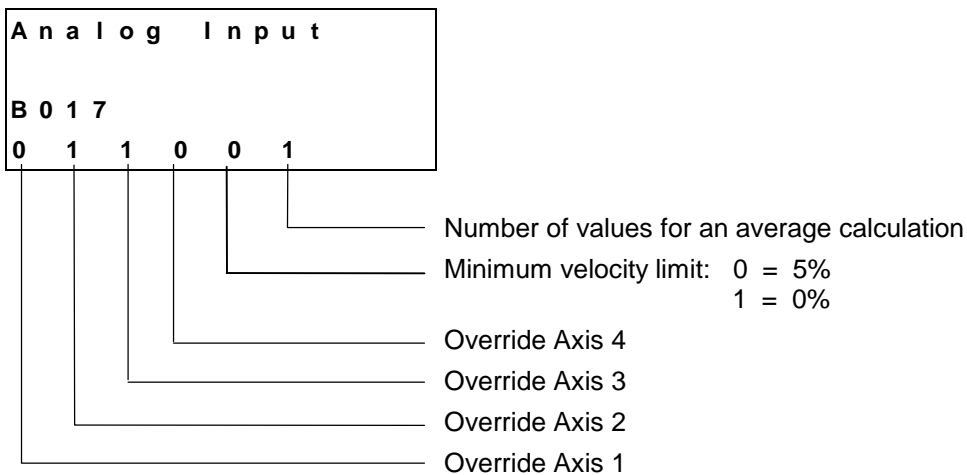 Analog Input
B017
0 1 1 0 0 1
Number of values for an average calculation
Minimum velocity limit: 0 = 5%
1 = 0%
Override Axis 4
Override Axis 3
Override Axis 2
Override Axis 1